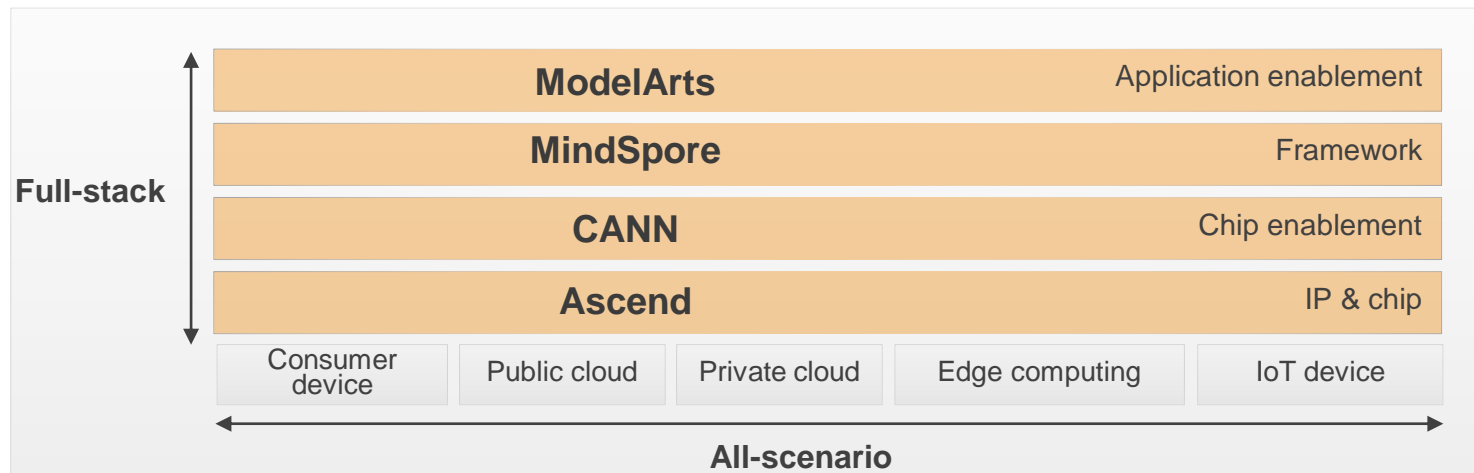 ModelArts Application enablement
MindSpore Framework
Full-stack
CANN Chip enablement
Ascend IP & chip
Consumer
device
Public cloud
Private cloud
Edge computing
IoT device
All-scenario